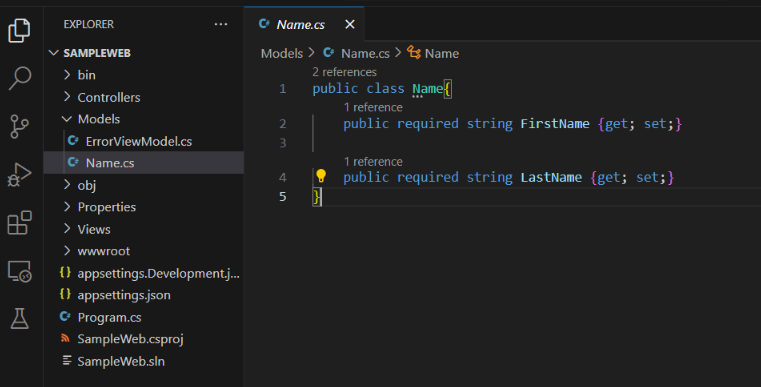 EXPLORER ...
SAMPLEWEB
bin
Controllers
Models
C# ErrorViewModel.cs
C# Name.cs
obj
Properties
Views
wwwroot
{} appsettings.Development.j...
{} appsettings.json
C# Program.cs
SampleWeb.csproj
SampleWeb.sln
C# Name.cs ×
Models > C# Name.cs > Name
2 references
1 public class Name{
1 reference
2 public required string FirstName {get; set;}
3
1 reference
4 public required string LastName {get; set;}
5 }